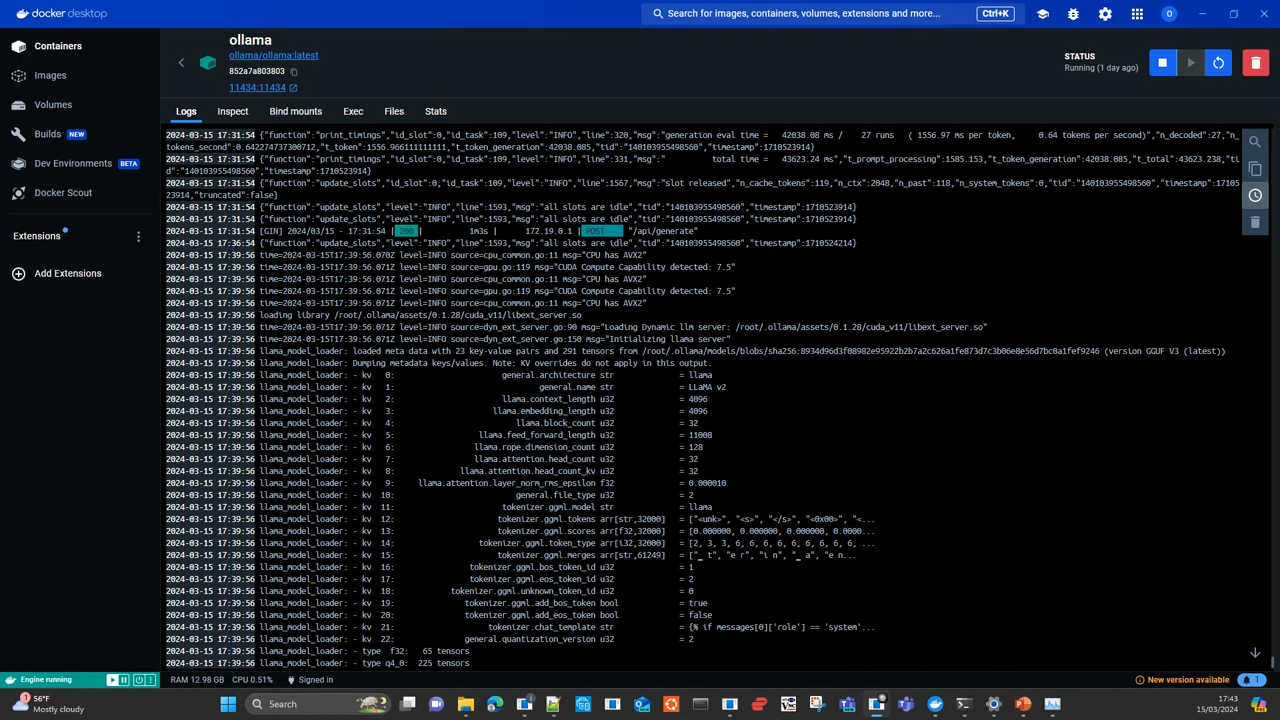 docker desktop
Search for images, containers, volumes, extensions and more...
Ctrl+K
O
Containers
Images
Volumes
Builds NEW
Dev Environments BETA
Docker Scout
Extensions
Add Extensions
ollama
ollama/ollama:latest
852a7a803803
11434:11434
STATUS
Running (1 day ago)
Logs Inspect Bind mounts Exec Files Stats
2024-03-15 17:31:54 {"function":"print_timings","id_slot":0,"id_task":109,"level":"INFO","line":320,"msg":"generation eval time = 42038.08 ms / 27 runs ( 1556.97 ms per token, 0.64 tokens per second)","n_decoded":27,"n_
tokens_second":0.642274737300712,"t_token":1556.966111111111,"t_token_generation":42038.085,"tid":"140103955498560","timestamp":1710523914}
2024-03-15 17:31:54 {"function":"print_timings","id_slot":0,"id_task":109,"level":"INFO","line":331,"msg":" total time = 43623.24 ms","t_prompt_processing":1585.153,"t_token_generation":42038.085,"t_total":43623.238,"ti
d":"140103955498560","timestamp":1710523914}
2024-03-15 17:31:54 {"function":"update_slots","id_slot":0,"id_task":109,"level":"INFO","line":1567,"msg":"slot released","n_cache_tokens":119,"n_ctx":2048,"n_past":118,"n_system_tokens":0,"tid":"140103955498560","timestamp":17105
23914,"truncated":false}
2024-03-15 17:31:54 {"function":"update_slots","level":"INFO","line":1593,"msg":"all slots are idle","tid":"140103955498560","timestamp":1710523914}
2024-03-15 17:31:54 {"function":"update_slots","level":"INFO","line":1593,"msg":"all slots are idle","tid":"140103955498560","timestamp":1710523914}
2024-03-15 17:31:54 [GIN] 2024/03/15 - 17:31:54 | 200 | 1m3s | 172.19.0.1 | POST "/api/generate"
2024-03-15 17:36:54 {"function":"update_slots","level":"INFO","line":1593,"msg":"all slots are idle","tid":"140103955498560","timestamp":1710524214}
2024-03-15 17:39:56 time=2024-03-15T17:39:56.070Z level=INFO source=cpu_common.go:11 msg="CPU has AVX2"
2024-03-15 17:39:56 time=2024-03-15T17:39:56.071Z level=INFO source=gpu.go:119 msg="CUDA Compute Capability detected: 7.5"
2024-03-15 17:39:56 time=2024-03-15T17:39:56.071Z level=INFO source=cpu_common.go:11 msg="CPU has AVX2"
2024-03-15 17:39:56 time=2024-03-15T17:39:56.071Z level=INFO source=gpu.go:119 msg="CUDA Compute Capability detected: 7.5"
2024-03-15 17:39:56 time=2024-03-15T17:39:56.071Z level=INFO source=cpu_common.go:11 msg="CPU has AVX2"
2024-03-15 17:39:56 loading library /root/.ollama/assets/0.1.28/cuda_v11/libext_server.so
2024-03-15 17:39:56 time=2024-03-15T17:39:56.071Z level=INFO source=dyn_ext_server.go:90 msg="Loading Dynamic llm server: /root/.ollama/assets/0.1.28/cuda_v11/libext_server.so"
2024-03-15 17:39:56 time=2024-03-15T17:39:56.071Z level=INFO source=dyn_ext_server.go:150 msg="Initializing llama server"
2024-03-15 17:39:56 llama_model_loader: loaded meta data with 23 key-value pairs and 291 tensors from /root/.ollama/models/blobs/sha256:8934d96d3f08982e95922b2b7a2c626a1fe873d7c3b06e8e56d7bc0a1fef9246 (version GGUF V3 (latest))
2024-03-15 17:39:56 llama_model_loader: Dumping metadata keys/values. Note: KV overrides do not apply in this output.
2024-03-15 17:39:56 llama_model_loader: - kv 0: general.architecture str = llama
2024-03-15 17:39:56 llama_model_loader: - kv 1: general.name str = LLaMA v2
2024-03-15 17:39:56 llama_model_loader: - kv 2: llama.context_length u32 = 4096
2024-03-15 17:39:56 llama_model_loader: - kv 3: llama.embedding_length u32 = 4096
2024-03-15 17:39:56 llama_model_loader: - kv 4: llama.block_count u32 = 32
2024-03-15 17:39:56 llama_model_loader: - kv 5: llama.feed_forward_length u32 = 11008
2024-03-15 17:39:56 llama_model_loader: - kv 6: llama.rope.dimension_count u32 = 128
2024-03-15 17:39:56 llama_model_loader: - kv 7: llama.attention.head_count u32 = 32
2024-03-15 17:39:56 llama_model_loader: - kv 8: llama.attention.head_count_kv u32 = 32
2024-03-15 17:39:56 llama_model_loader: - kv 9: llama.attention.layer_norm_rms_epsilon f32 = 0.000010
2024-03-15 17:39:56 llama_model_loader: - kv 10: general.file_type u32 = 2
2024-03-15 17:39:56 llama_model_loader: - kv 11: tokenizer.ggml.model str = llama
2024-03-15 17:39:56 llama_model_loader: - kv 12: tokenizer.ggml.tokens arr[str,32000] = ["<unk>", "<s>", "</s>", "<0x00>", "<...
2024-03-15 17:39:56 llama_model_loader: - kv 13: tokenizer.ggml.scores arr[f32,32000] = [0.000000, 0.000000, 0.000000, 0.0000...
2024-03-15 17:39:56 llama_model_loader: - kv 14: tokenizer.ggml.token_type arr[i32,32000] = [2, 3, 3, 6, 6, 6, 6, 6, 6, 6, 6, 6, ...
2024-03-15 17:39:56 llama_model_loader: - kv 15: tokenizer.ggml.merges arr[str,61249] = ["▁ t", "e r", "i n", "▁ a", "e n...
2024-03-15 17:39:56 llama_model_loader: - kv 16: tokenizer.ggml.bos_token_id u32 = 1
2024-03-15 17:39:56 llama_model_loader: - kv 17: tokenizer.ggml.eos_token_id u32 = 2
2024-03-15 17:39:56 llama_model_loader: - kv 18: tokenizer.ggml.unknown_token_id u32 = 0
2024-03-15 17:39:56 llama_model_loader: - kv 19: tokenizer.ggml.add_bos_token bool = true
2024-03-15 17:39:56 llama_model_loader: - kv 20: tokenizer.ggml.add_eos_token bool = false
2024-03-15 17:39:56 llama_model_loader: - kv 21: tokenizer.chat_template str = {% if messages[0]['role'] == 'system'...
2024-03-15 17:39:56 llama_model_loader: - kv 22: general.quantization_version u32 = 2
2024-03-15 17:39:56 llama_model_loader: - type f32: 65 tensors
2024-03-15 17:39:56 llama_model_loader: - type q4_0: 225 tensors
Engine running
RAM 12.98 GB CPU 0.51% Signed in
New version available
1
1
56°F
Mostly cloudy
Search
17:43
15/03/2024